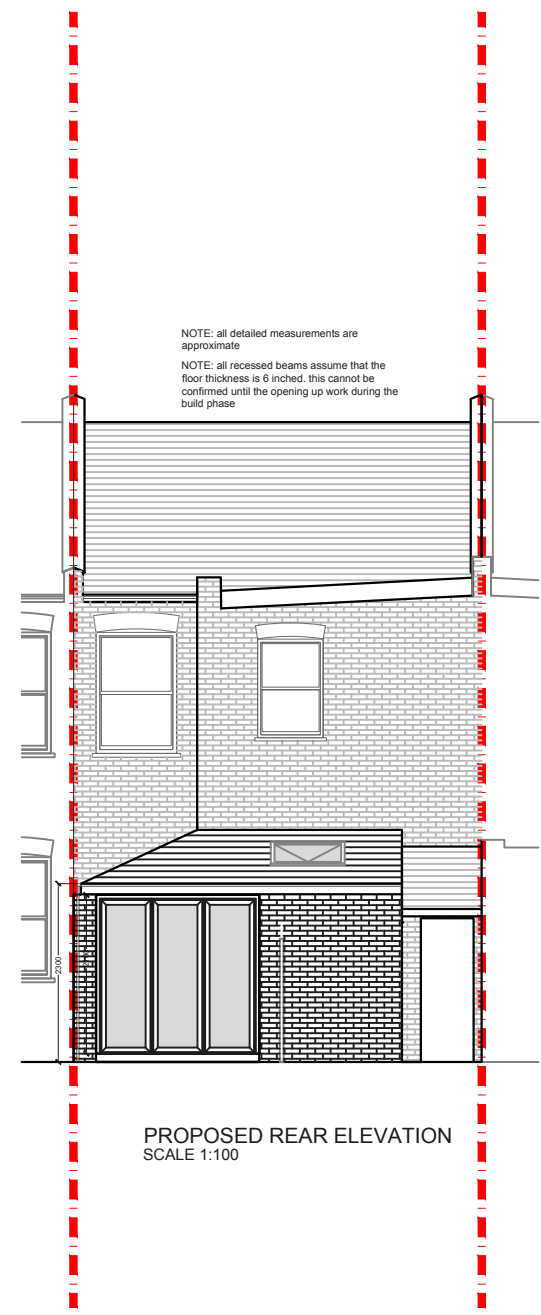 NOTE: all detailed measurements are
approximate
NOTE: all recessed beams assume that the
floor thickness is 6 inched. this cannot be
confirmed until the opening up work during the
build phase
2300
PROPOSED REAR ELEVATION
SCALE 1:100